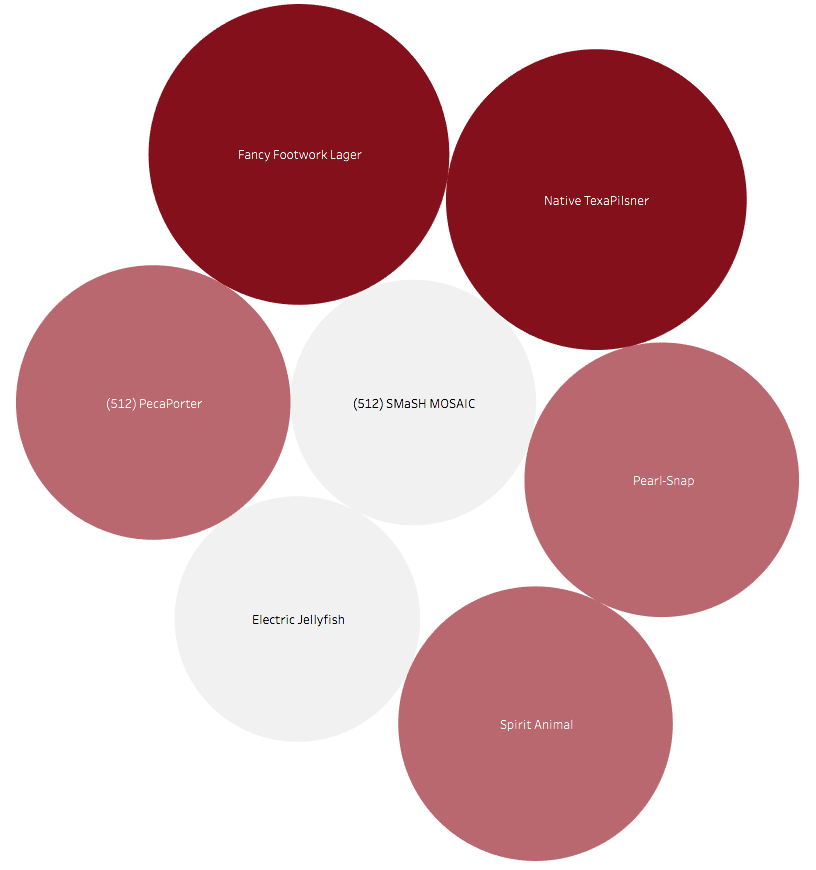 Fancy Footwork Lager
Native TexaPilsner
(512) PecaPorter
(512) SMaSH MOSAIC
Pearl-Snap
Electric Jellyfish
Spirit Animal